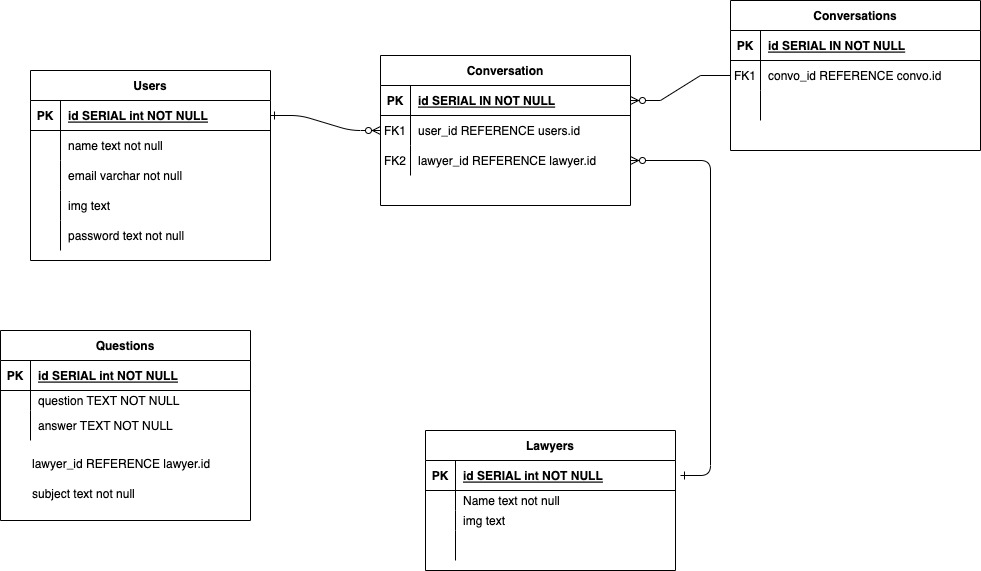 Conversations
PK id SERIAL IN NOT NULL
FK1 convo_id REFERENCE convo.id
Conversation
PK id SERIAL IN NOT NULL
FK1 user_id REFERENCE users.id
FK2 lawyer_id REFERENCE lawyer.id
Users
PK id SERIAL int NOT NULL
name text not null
email varchar not null
img text
password text not null
Questions
PK id SERIAL int NOT NULL
question TEXT NOT NULL
answer TEXT NOT NULL
lawyer_id REFERENCE lawyer.id
subject text not null
Lawyers
PK id SERIAL int NOT NULL
Name text not null
img text